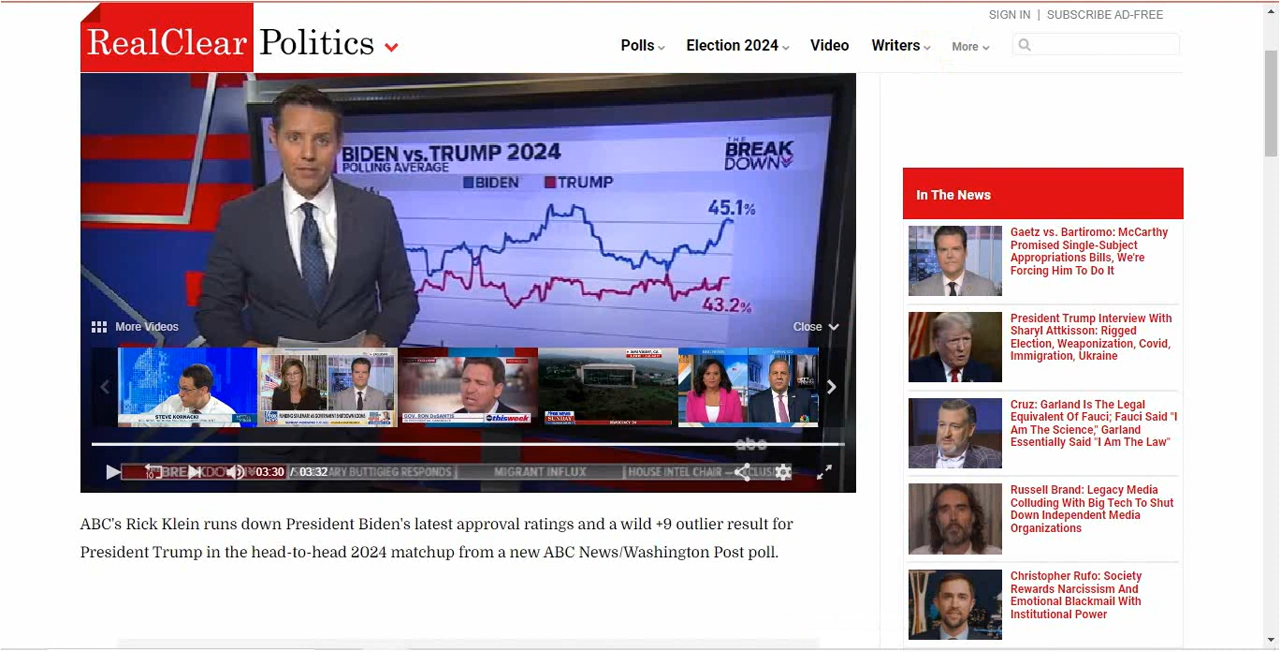 SIGN IN | SUBSCRIBE AD-FREE
RealClear Politics
Polls Election 2024 Video Writers More
BIDEN vs. TRUMP 2024
POLLING AVERAGE
THE
BREAK
DOWN
BIDEN TRUMP
45.1%
43.2%
More Videos
Close
STEVE KORNACKI
GOV. RON DESANTIS
thisweek
SUNDAY
abc
10
03:30 / 03:32
BREAKDOWN
ARY BUTTIGIEG RESPONDS
MIGRANT INFLUX
HOUSE INTEL CHAIR
ABC's Rick Klein runs down President Biden's latest approval ratings and a wild +9 outlier result for
President Trump in the head-to-head 2024 matchup from a new ABC News/Washington Post poll.
In The News
Gaetz vs. Bartiromo: McCarthy
Promised Single-Subject
Appropriations Bills, We're
Forcing Him To Do It
President Trump Interview With
Sharyl Attkisson: Rigged
Election, Weaponization, Covid,
Immigration, Ukraine
Cruz: Garland Is The Legal
Equivalent Of Fauci; Fauci Said "I
Am The Science," Garland
Essentially Said "I Am The Law"
Russell Brand: Legacy Media
Colluding With Big Tech To Shut
Down Independent Media
Organizations
Christopher Rufo: Society
Rewards Narcissism And
Emotional Blackmail With
Institutional Power